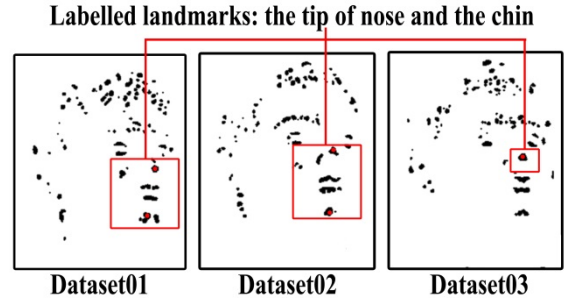 Labelled landmarks: the tip of nose and the chin
Dataset01 Dataset02 Dataset03